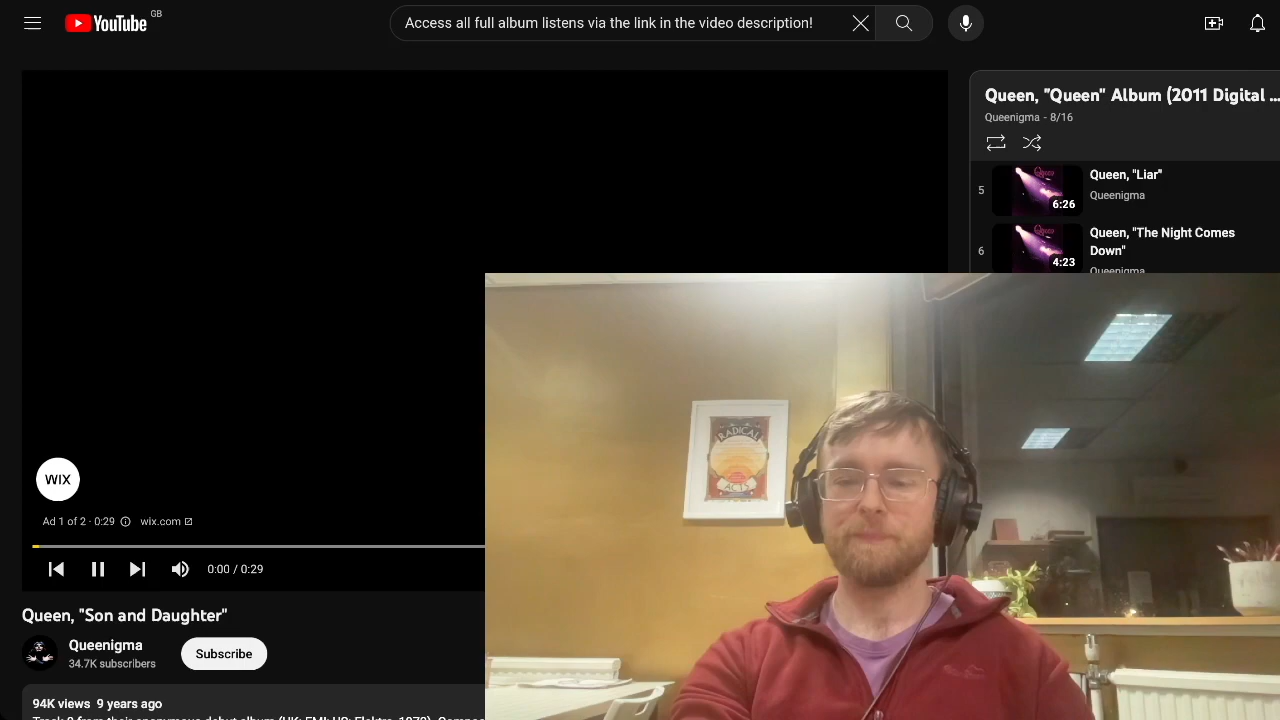 YouTube GB
Access all full album listens via the link in the video description!
Queen, "Queen" Album (2011 Digital ...
Queenigma - 8/16
5
6:26
Queen, "Liar"
Queenigma
6
4:23
Queen, "The Night Comes
Down"
Queenigma
RADICAL
ACTS
WIX
Ad 1 of 2 · 0:29 wix.com
0:00 / 0:29
Queen, "Son and Daughter"
Queenigma
34.7K subscribers
Subscribe
94K views 9 years ago